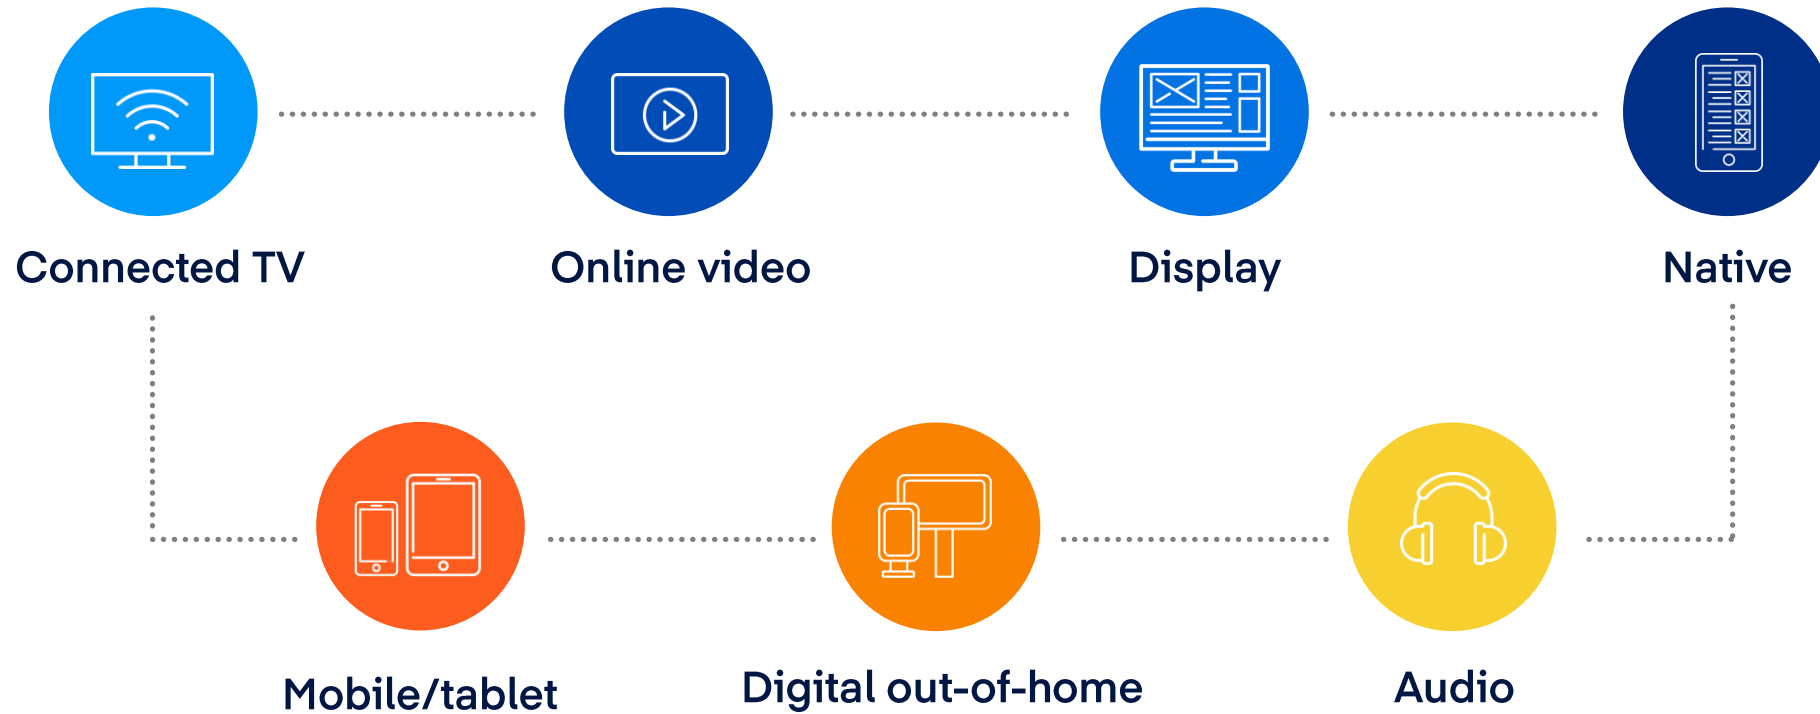 Connected TV
Online video
Display
Native
Mobile/tablet
Digital out-of-home
Audio